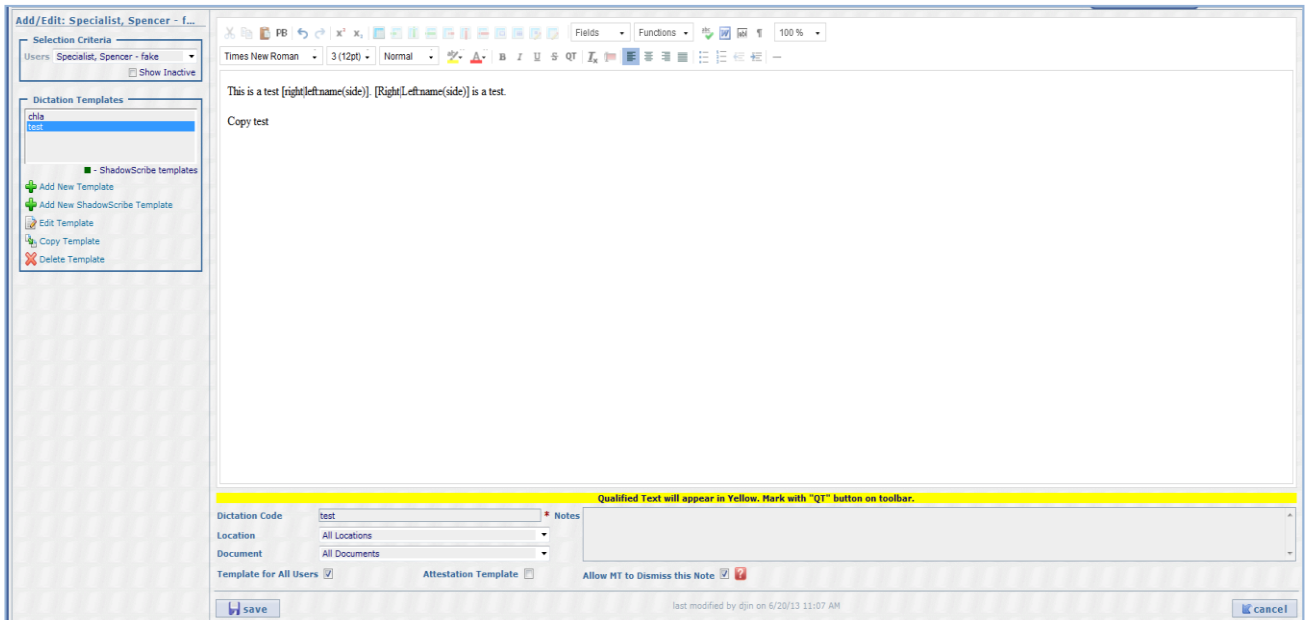 Add/Edit: Specialist, Spencer - f...
Selection Criteria
Users Specialist, Spencer - fake
Show Inactive
Dictation Templates
chla
test
- ShadowScribe templates
Add New Template
Add New ShadowScribe Template
Edit Template
Copy Template
Delete Template
PB x² x₂ Fields Functions abl ¶ 100 %
Times New Roman 3 (12pt) Normal A B I U S QT Ix
This is a test [right|left:name(side)]. [Right|Left:name(side)] is a test.
Copy test
Qualified Text will appear in Yellow. Mark with "QT" button on toolbar.
Dictation Code test * Notes
Location All Locations
Document All Documents
Template for All Users Attestation Template Allow MT to Dismiss this Note ?
save last modified by djin on 6/20/13 11:07 AM cancel